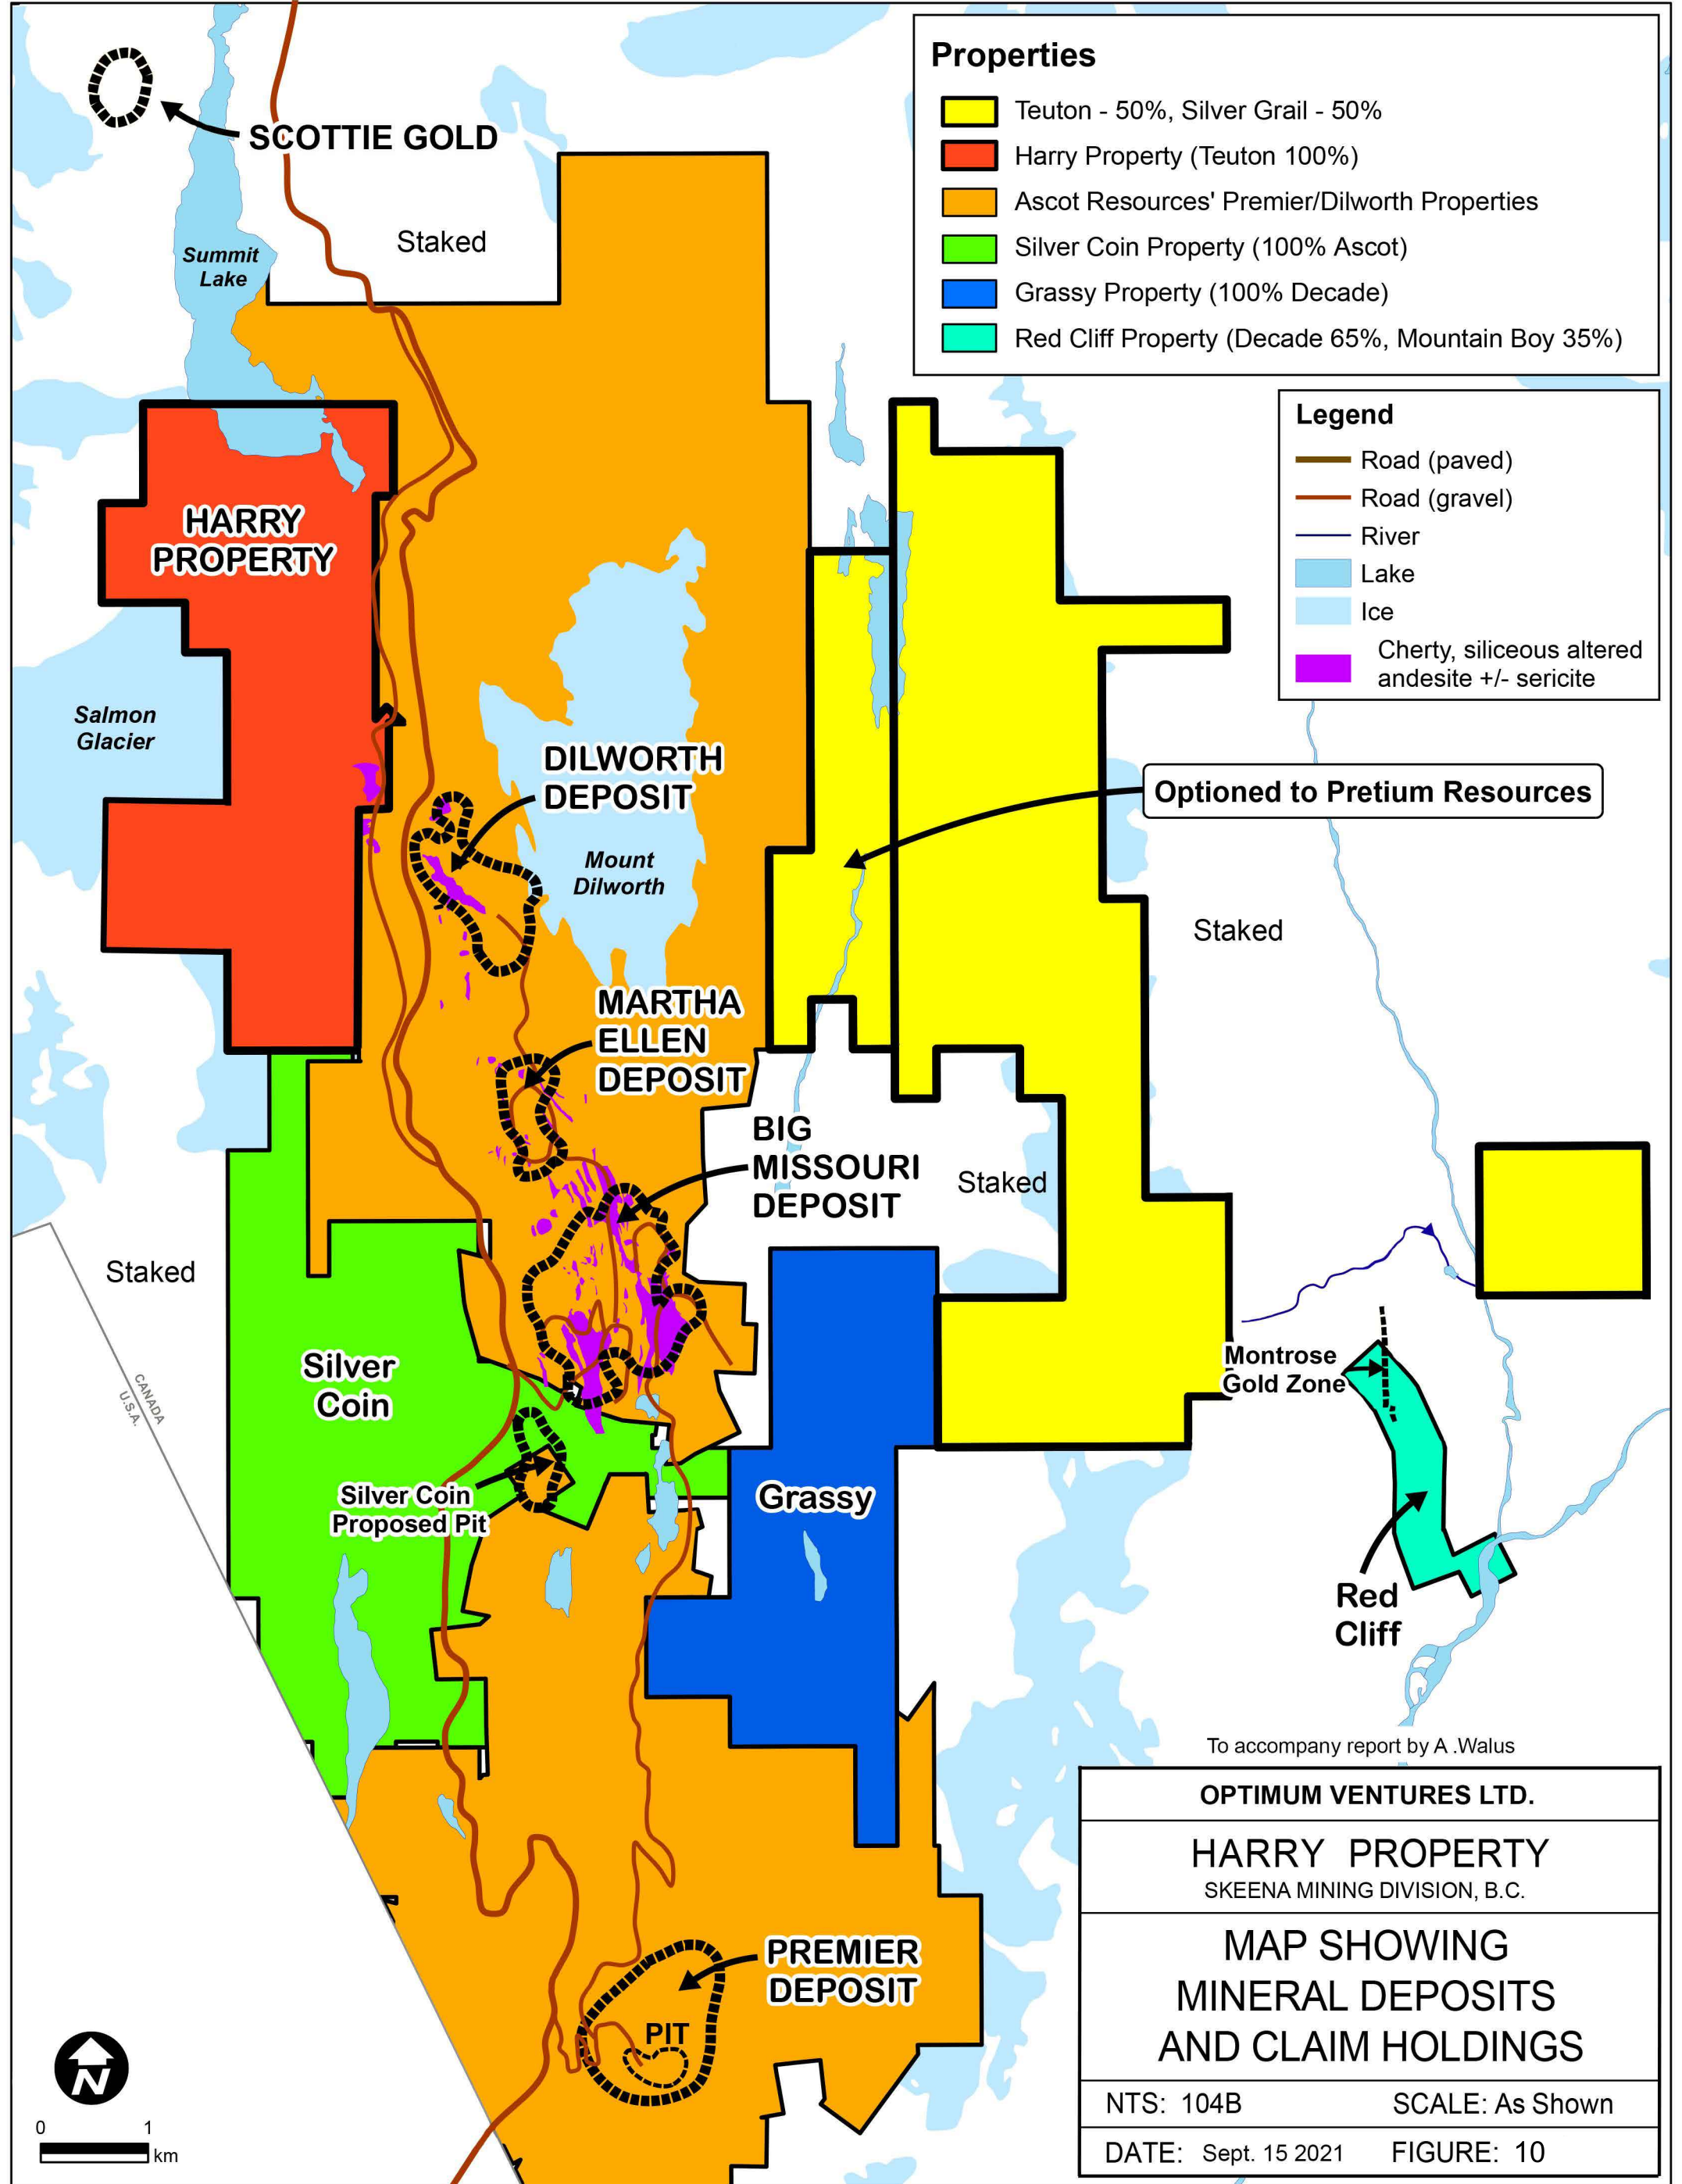 Properties
Teuton - 50%, Silver Grail - 50%
Harry Property (Teuton 100%)
Ascot Resources' Premier/Dilworth Properties
Silver Coin Property (100% Ascot)
Grassy Property (100% Decade)
Red Cliff Property (Decade 65%, Mountain Boy 35%)
Legend
Road (paved)
Road (gravel)
River
Lake
Ice
Cherty, siliceous altered
andesite +/- sericite
SCOTTIE GOLD
Staked
Summit
Lake
HARRY
PROPERTY
Salmon
Glacier
DILWORTH
DEPOSIT
Mount
Dilworth
Optioned to Pretium Resources
Staked
MARTHA
ELLEN
DEPOSIT
BIG
MISSOURI
DEPOSIT
Staked
Staked
CANADA
U.S.A.
Silver
Coin
Montrose
Gold Zone
Silver Coin
Proposed Pit
Grassy
Red
Cliff
PREMIER
DEPOSIT
PIT
N
0 1
km
To accompany report by A .Walus
OPTIMUM VENTURES LTD.
HARRY PROPERTY
SKEENA MINING DIVISION, B.C.
MAP SHOWING
MINERAL DEPOSITS
AND CLAIM HOLDINGS
NTS: 104B SCALE: As Shown
DATE: Sept. 15 2021 FIGURE: 10